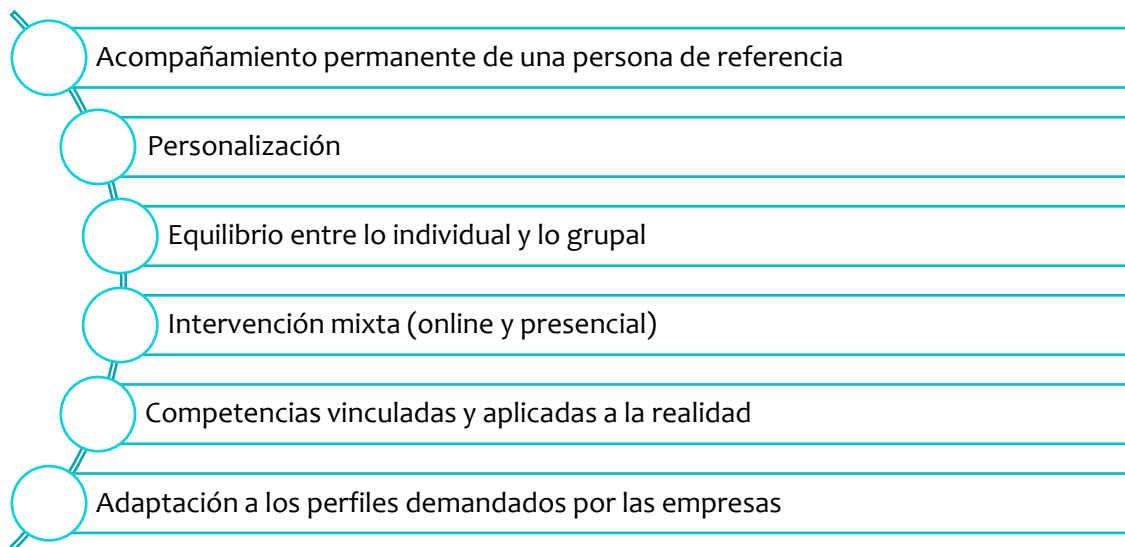 Acompañamiento permanente de una persona de referencia
Personalización
Equilibrio entre lo individual y lo grupal
Intervención mixta (online y presencial)
Competencias vinculadas y aplicadas a la realidad
Adaptación a los perfiles demandados por las empresas